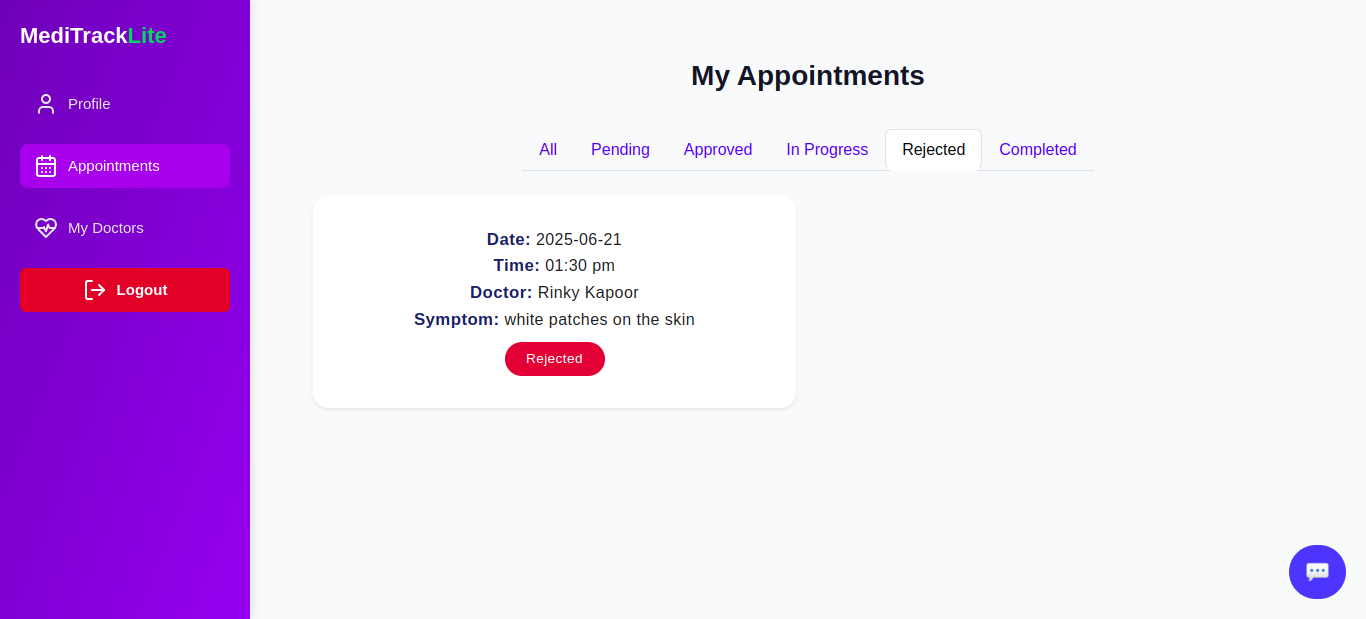 MediTrackLite
Profile
Appointments
My Doctors
Logout
My Appointments
All Pending Approved In Progress Rejected Completed
Date: 2025-06-21
Time: 01:30 pm
Doctor: Rinky Kapoor
Symptom: white patches on the skin
Rejected